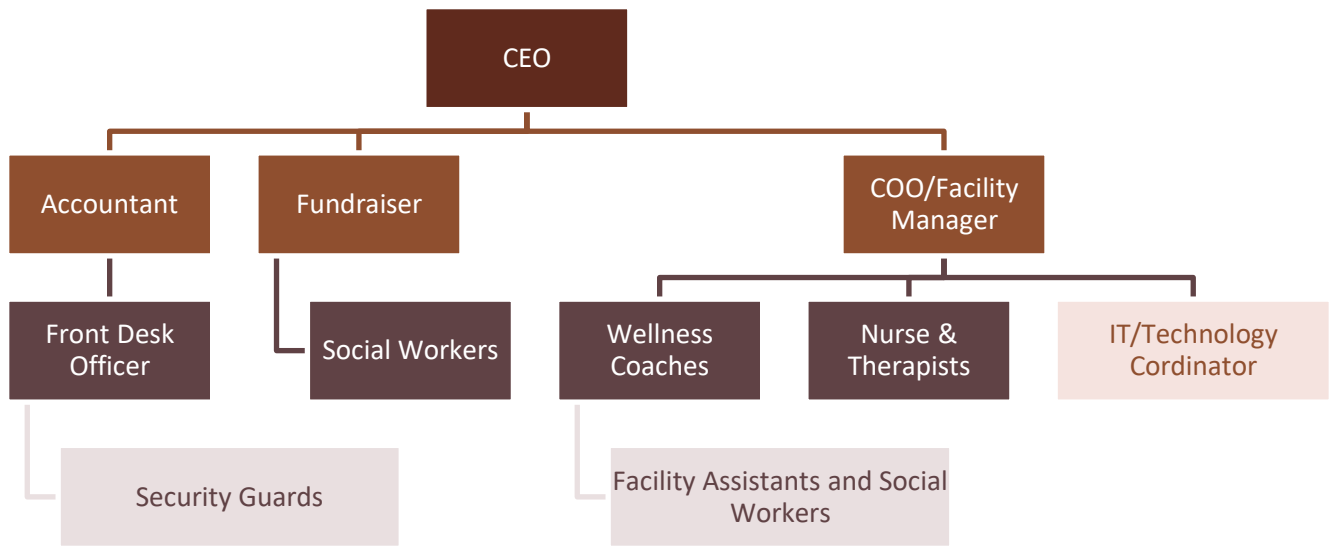 CEO
Accountant
Fundraiser
COO/Facility
Manager
Front Desk
Officer
Social Workers
Wellness
Coaches
Nurse &
Therapists
IT/Technology
Cordinator
Security Guards
Facility Assistants and Social
Workers